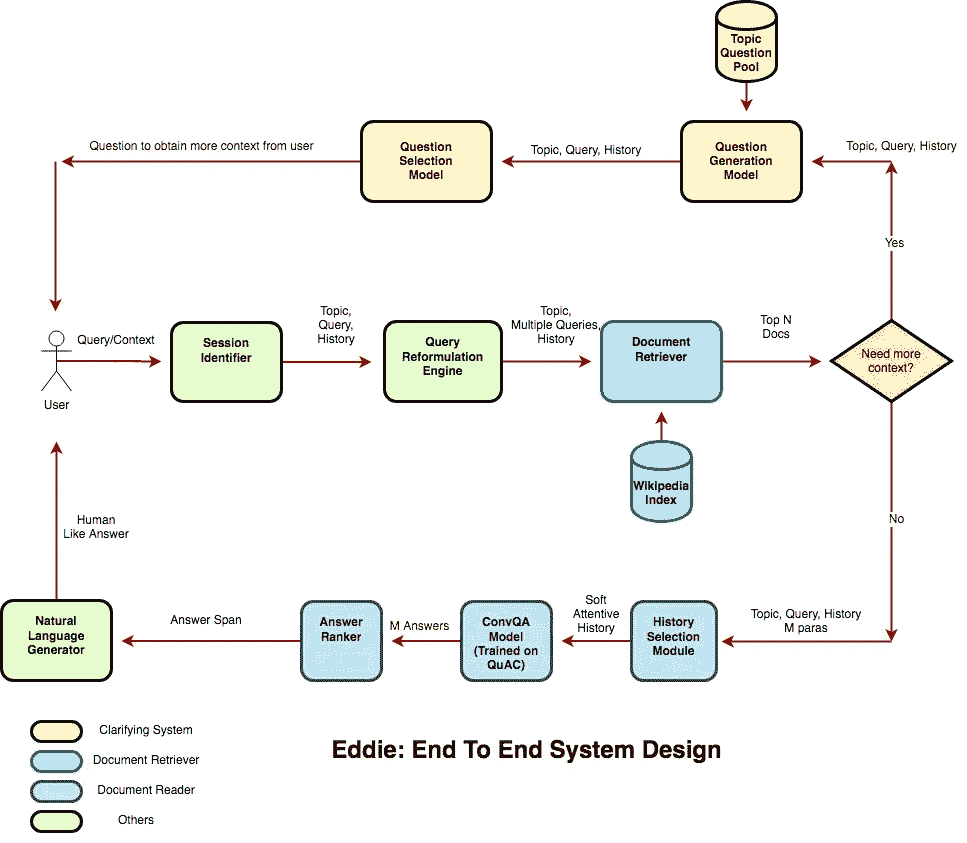 Topic
Question
Pool
Question to obtain more context from user
Question
Selection
Model
Topic, Query, History
Question
Generation
Model
Topic, Query, History
Yes
User
Query/Context
Session
Identifier
Topic,
Query,
History
Query
Reformulation
Engine
Topic,
Multiple Queries,
History
Document
Retriever
Top N
Docs
Need more
context?
Wikipedia
Index
No
Human
Like Answer
Natural
Language
Generator
Answer Span
Answer
Ranker
M Answers
ConvQA
Model
(Trained on
QuAC)
Soft
Attentive
History
History
Selection
Module
Topic, Query, History
M paras
Clarifying System
Document Retriever
Document Reader
Others
Eddie: End To End System Design